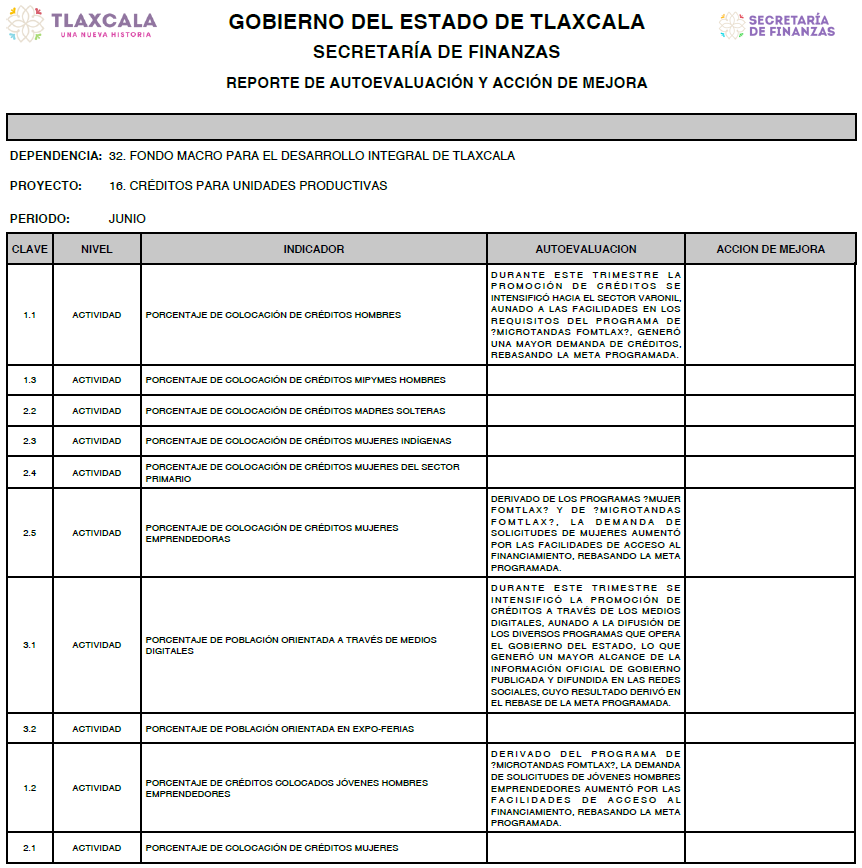 TLAXCALA
UNA NUEVA HISTORIA
GOBIERNO DEL ESTADO DE TLAXCALA
SECRETARÍA DE FINANZAS
REPORTE DE AUTOEVALUACIÓN Y ACCIÓN DE MEJORA
SECRETARÍA
DE FINANZAS
DEPENDENCIA: 32. FONDO MACRO PARA EL DESARROLLO INTEGRAL DE TLAXCALA
PROYECTO: 16. CRÉDITOS PARA UNIDADES PRODUCTIVAS
PERIODO: JUNIO
CLAVE NIVEL INDICADOR AUTOEVALUACION ACCION DE MEJORA
1.1 ACTIVIDAD PORCENTAJE DE COLOCACIÓN DE CRÉDITOS HOMBRES
DURANTE ESTE TRIMESTRE LA
PROMOCIÓN DE CRÉDITOS SE
INTENSIFICÓ HACIA EL SECTOR VARONIL,
AUNADO A LAS FACILIDADES EN LOS
REQUISITOS DEL PROGRAMA DE
?MICROTANDAS FOMTLAX?, GENERÓ
UNA MAYOR DEMANDA DE CRÉDITOS,
REBASANDO LA META PROGRAMADA.
1.3 ACTIVIDAD PORCENTAJE DE COLOCACIÓN DE CRÉDITOS MIPYMES HOMBRES
2.2 ACTIVIDAD PORCENTAJE DE COLOCACIÓN DE CRÉDITOS MADRES SOLTERAS
2.3 ACTIVIDAD PORCENTAJE DE COLOCACIÓN DE CRÉDITOS MUJERES INDÍGENAS
2.4 ACTIVIDAD PORCENTAJE DE COLOCACIÓN DE CRÉDITOS MUJERES DEL SECTOR
PRIMARIO
2.5 ACTIVIDAD PORCENTAJE DE COLOCACIÓN DE CRÉDITOS MUJERES
EMPRENDEDORAS
DERIVADO DE LOS PROGRAMAS ?MUJER
FOMTLAX? Y DE ?MICROTANDAS
FOMTLAX?, LA DEMANDA DE
SOLICITUDES DE MUJERES AUMENTÓ
POR LAS FACILIDADES DE ACCESO AL
FINANCIAMIENTO, REBASANDO LA META
PROGRAMADA.
3.1 ACTIVIDAD PORCENTAJE DE POBLACIÓN ORIENTADA A TRAVÉS DE MEDIOS
DIGITALES
DURANTE ESTE TRIMESTRE SE
INTENSIFICÓ LA PROMOCIÓN DE
CRÉDITOS A TRAVÉS DE LOS MEDIOS
DIGITALES, AUNADO A LA DIFUSIÓN DE
LOS DIVERSOS PROGRAMAS QUE OPERA
EL GOBIERNO DEL ESTADO, LO QUE
GENERÓ UN MAYOR ALCANCE DE LA
INFORMACIÓN OFICIAL DE GOBIERNO
PUBLICADA Y DIFUNDIDA EN LAS REDES
SOCIALES, CUYO RESULTADO DERIVÓ EN
EL REBASE DE LA META PROGRAMADA.
3.2 ACTIVIDAD PORCENTAJE DE POBLACIÓN ORIENTADA EN EXPO-FERIAS
1.2 ACTIVIDAD PORCENTAJE DE CRÉDITOS COLOCADOS JÓVENES HOMBRES
EMPRENDEDORES
DERIVADO DEL PROGRAMA DE
?MICROTANDAS FOMTLAX?, LA DEMANDA
DE SOLICITUDES DE JÓVENES HOMBRES
EMPRENDEDORES AUMENTÓ POR LAS
FACILIDADES DE ACCESO AL
FINANCIAMIENTO, REBASANDO LA META
PROGRAMADA.
2.1 ACTIVIDAD PORCENTAJE DE COLOCACIÓN DE CRÉDITOS MUJERES